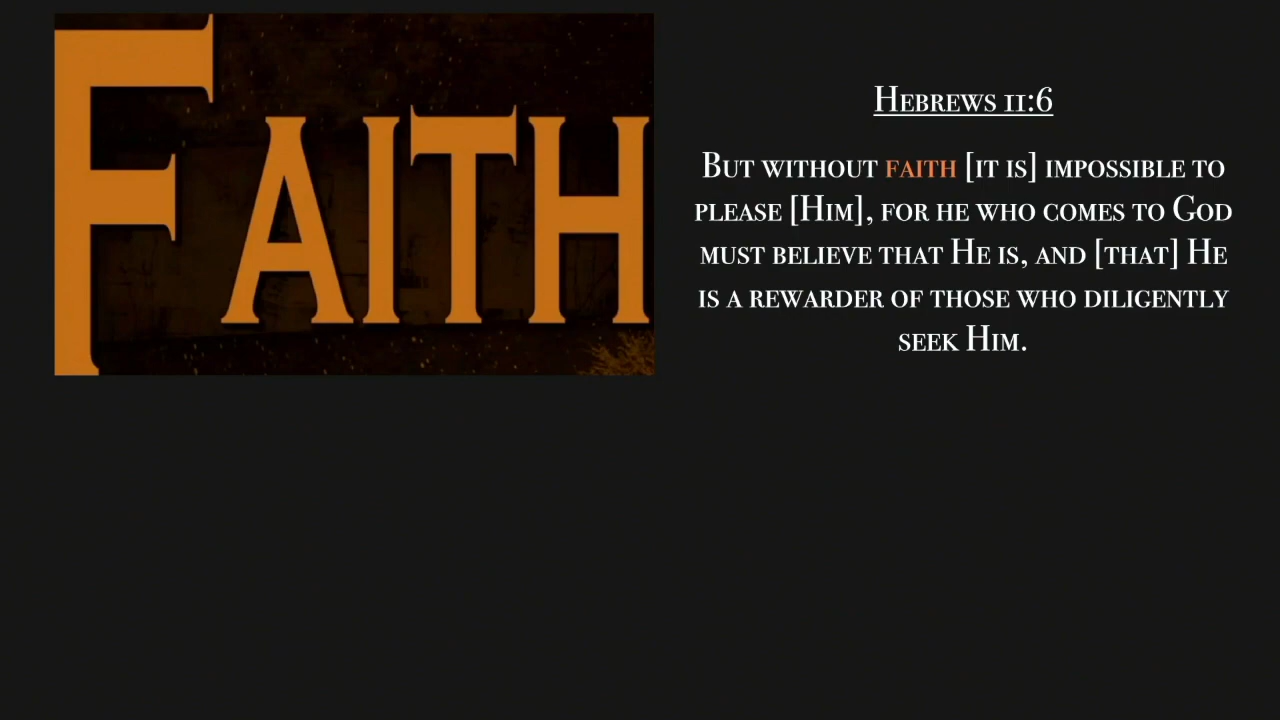 FAITH
Hebrews 11:6
But without faith [it is] impossible to
please [Him], for he who comes to God
must believe that He is, and [that] He
is a rewarder of those who diligently
seek Him.